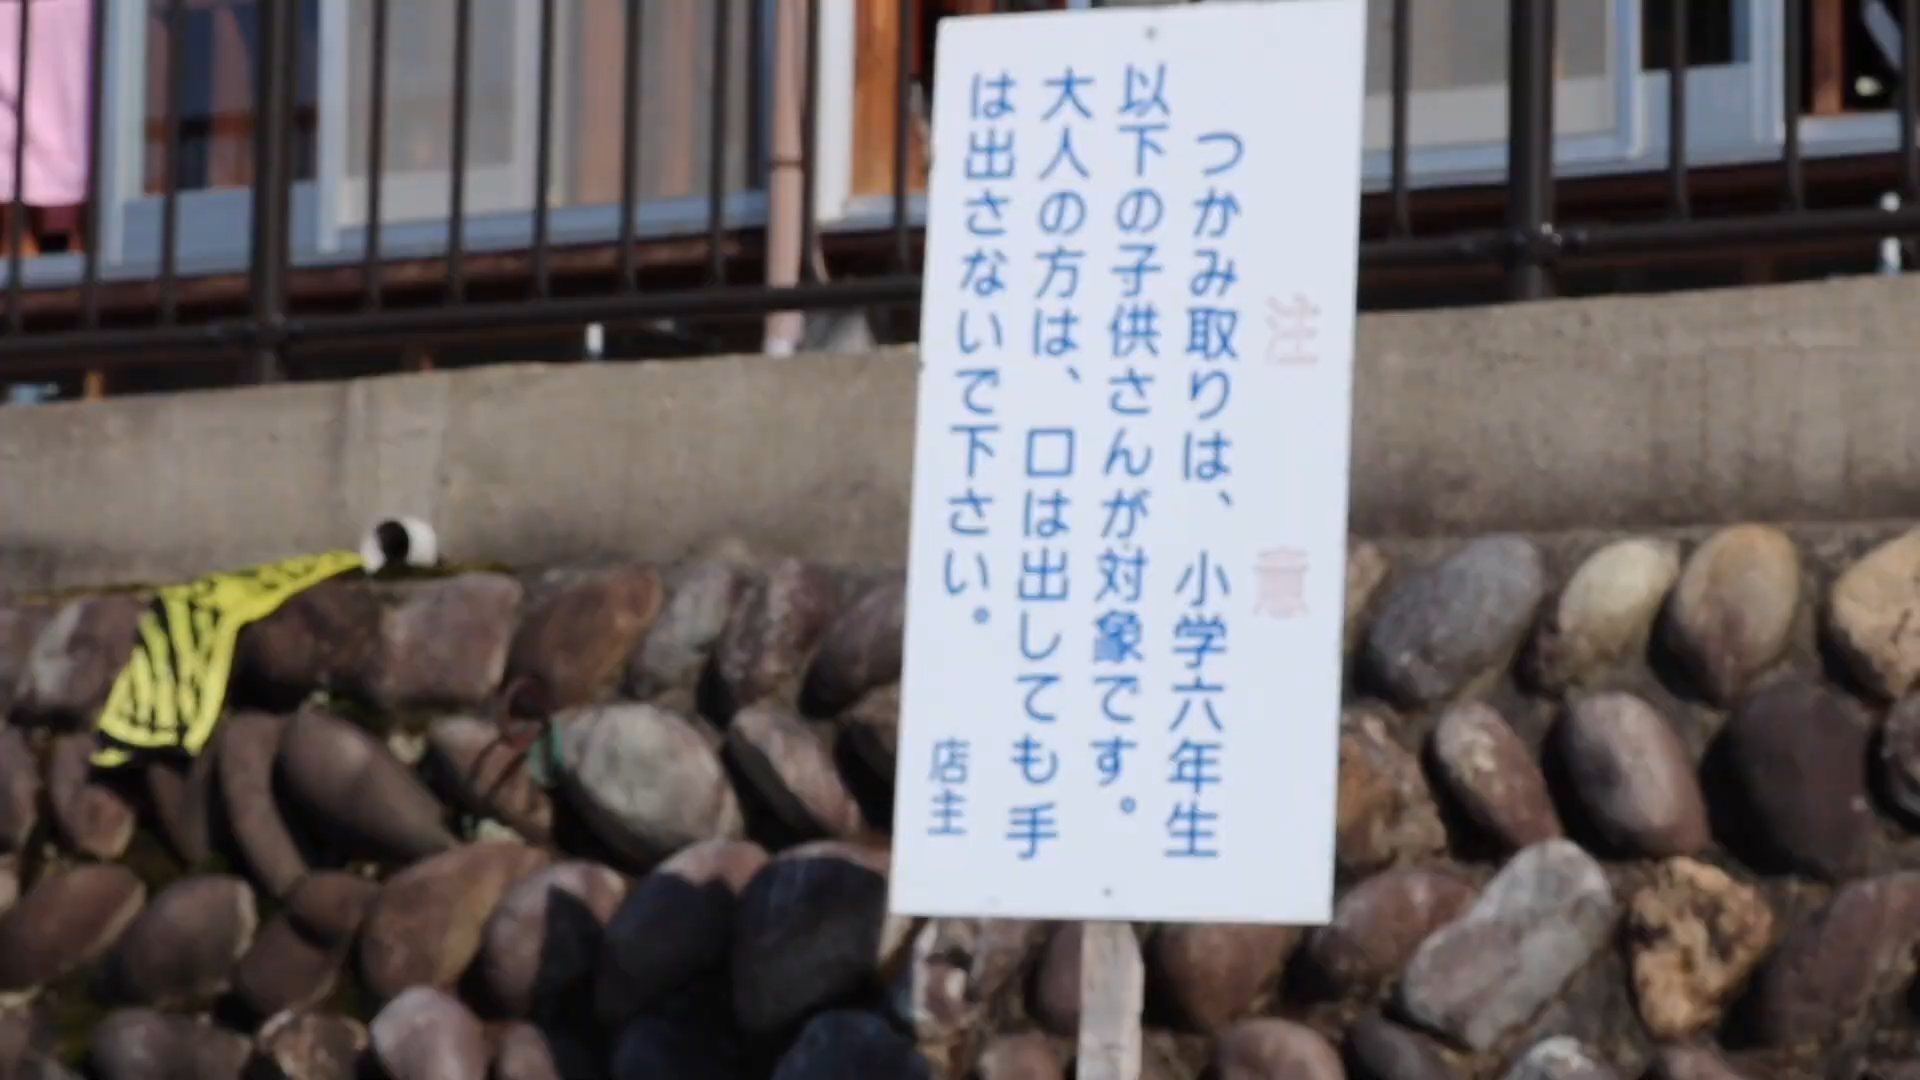 注意
つかみ取りは、小学六年生
以下の子供さんが対象です。
大人の方は、口は出しても手
は出さないで下さい。
店主